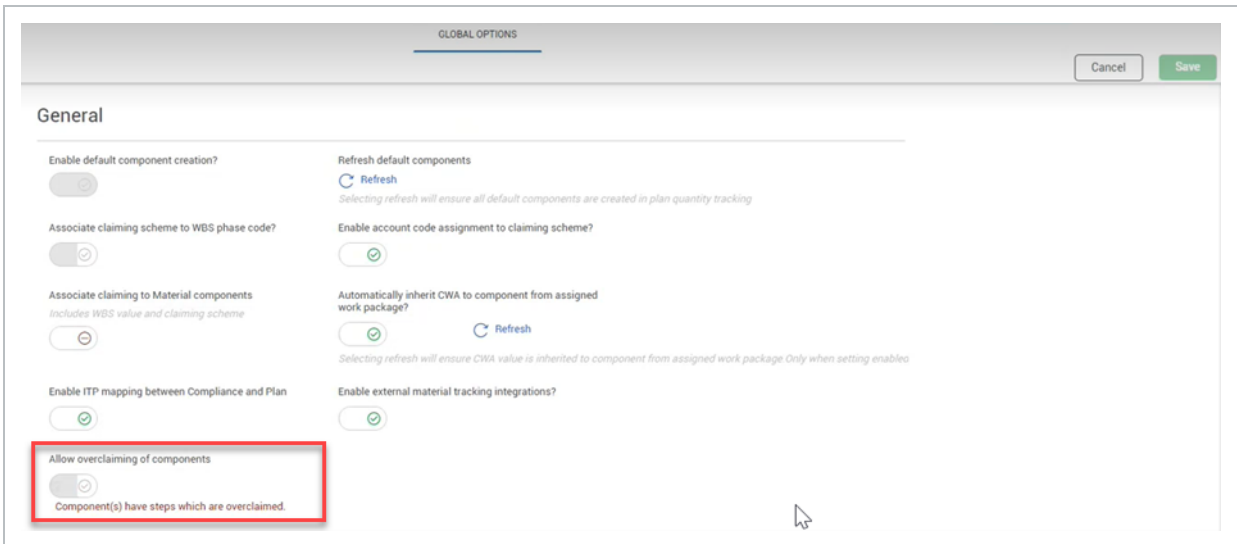 GLOBAL OPTIONS
Cancel
Save
General
Enable default component creation?
Refresh default components
Refresh
Selecting refresh will ensure all default components are created in plan quantity tracking
Associate claiming scheme to WBS phase code?
Enable account code assignment to claiming scheme?
Associate claiming to Material components
Includes WBS value and claiming scheme
Automatically inherit CWA to component from assigned
work package?
Refresh
Selecting refresh will ensure CWA value is inherited to component from assigned work package Only when setting enabled
Enable ITP mapping between Compliance and Plan
Enable external material tracking integrations?
Allow overclaiming of components
Component(s) have steps which are overclaimed.